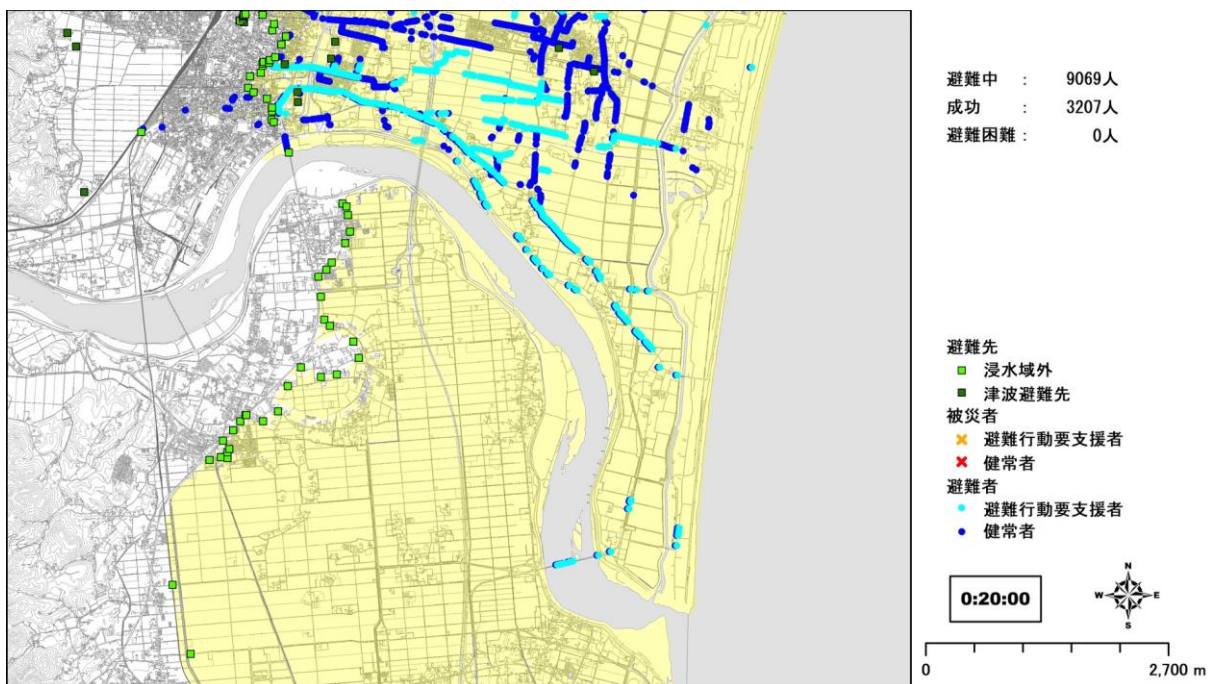 避難中 : 9069人
成功 : 3207人
避難困難 : 0人
避難先
浸水域外
津波避難先
被災者
避難行動要支援者
健常者
避難者
避難行動要支援者
健常者
0:20:00
N
W E
S
0 2,700 m